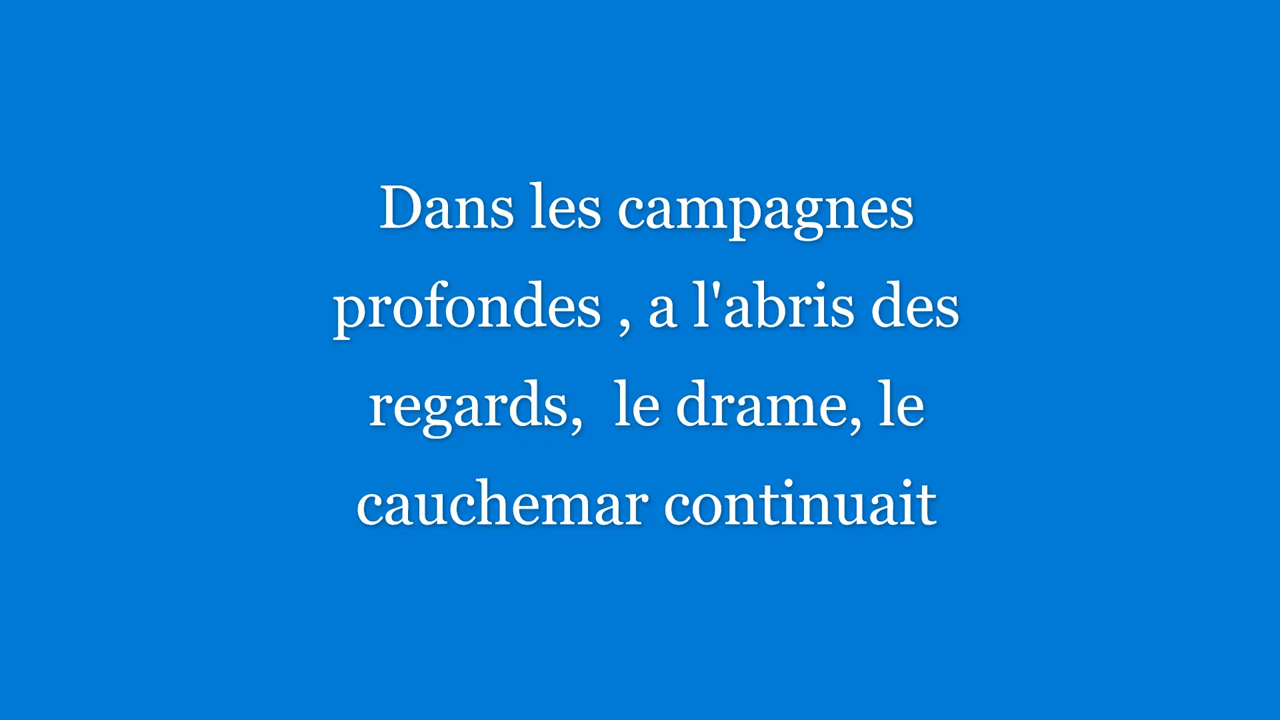 Dans les campagnes
profondes , a l'abris des
regards,  le drame, le
cauchemar continuait